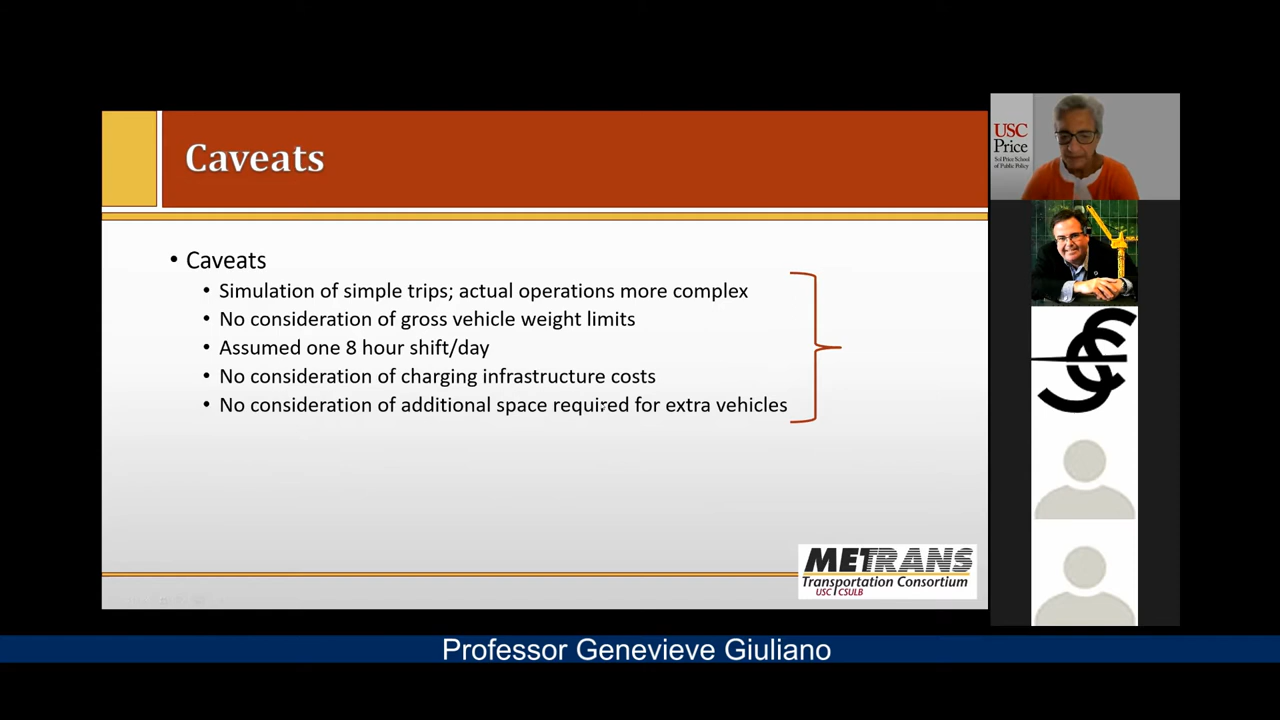 Caveats
• Caveats
• Simulation of simple trips; actual operations more complex
• No consideration of gross vehicle weight limits
• Assumed one 8 hour shift/day
• No consideration of charging infrastructure costs
• No consideration of additional space required for extra vehicles
METRANS
Transportation Consortium
USC CSULB
USC
Price
Sol Price School
of Public Policy
Professor Genevieve Giuliano